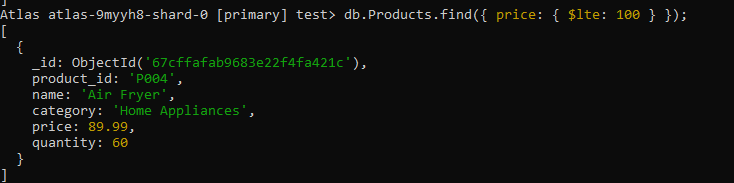 Atlas atlas-9myyh8-shard-0 [primary] test> db.Products.find({ price: { $lte: 100 } });
[
  {
    _id: ObjectId('67cffafab9683e22f4fa421c'),
    product_id: 'P004',
    name: 'Air Fryer',
    category: 'Home Appliances',
    price: 89.99,
    quantity: 60
  }
]